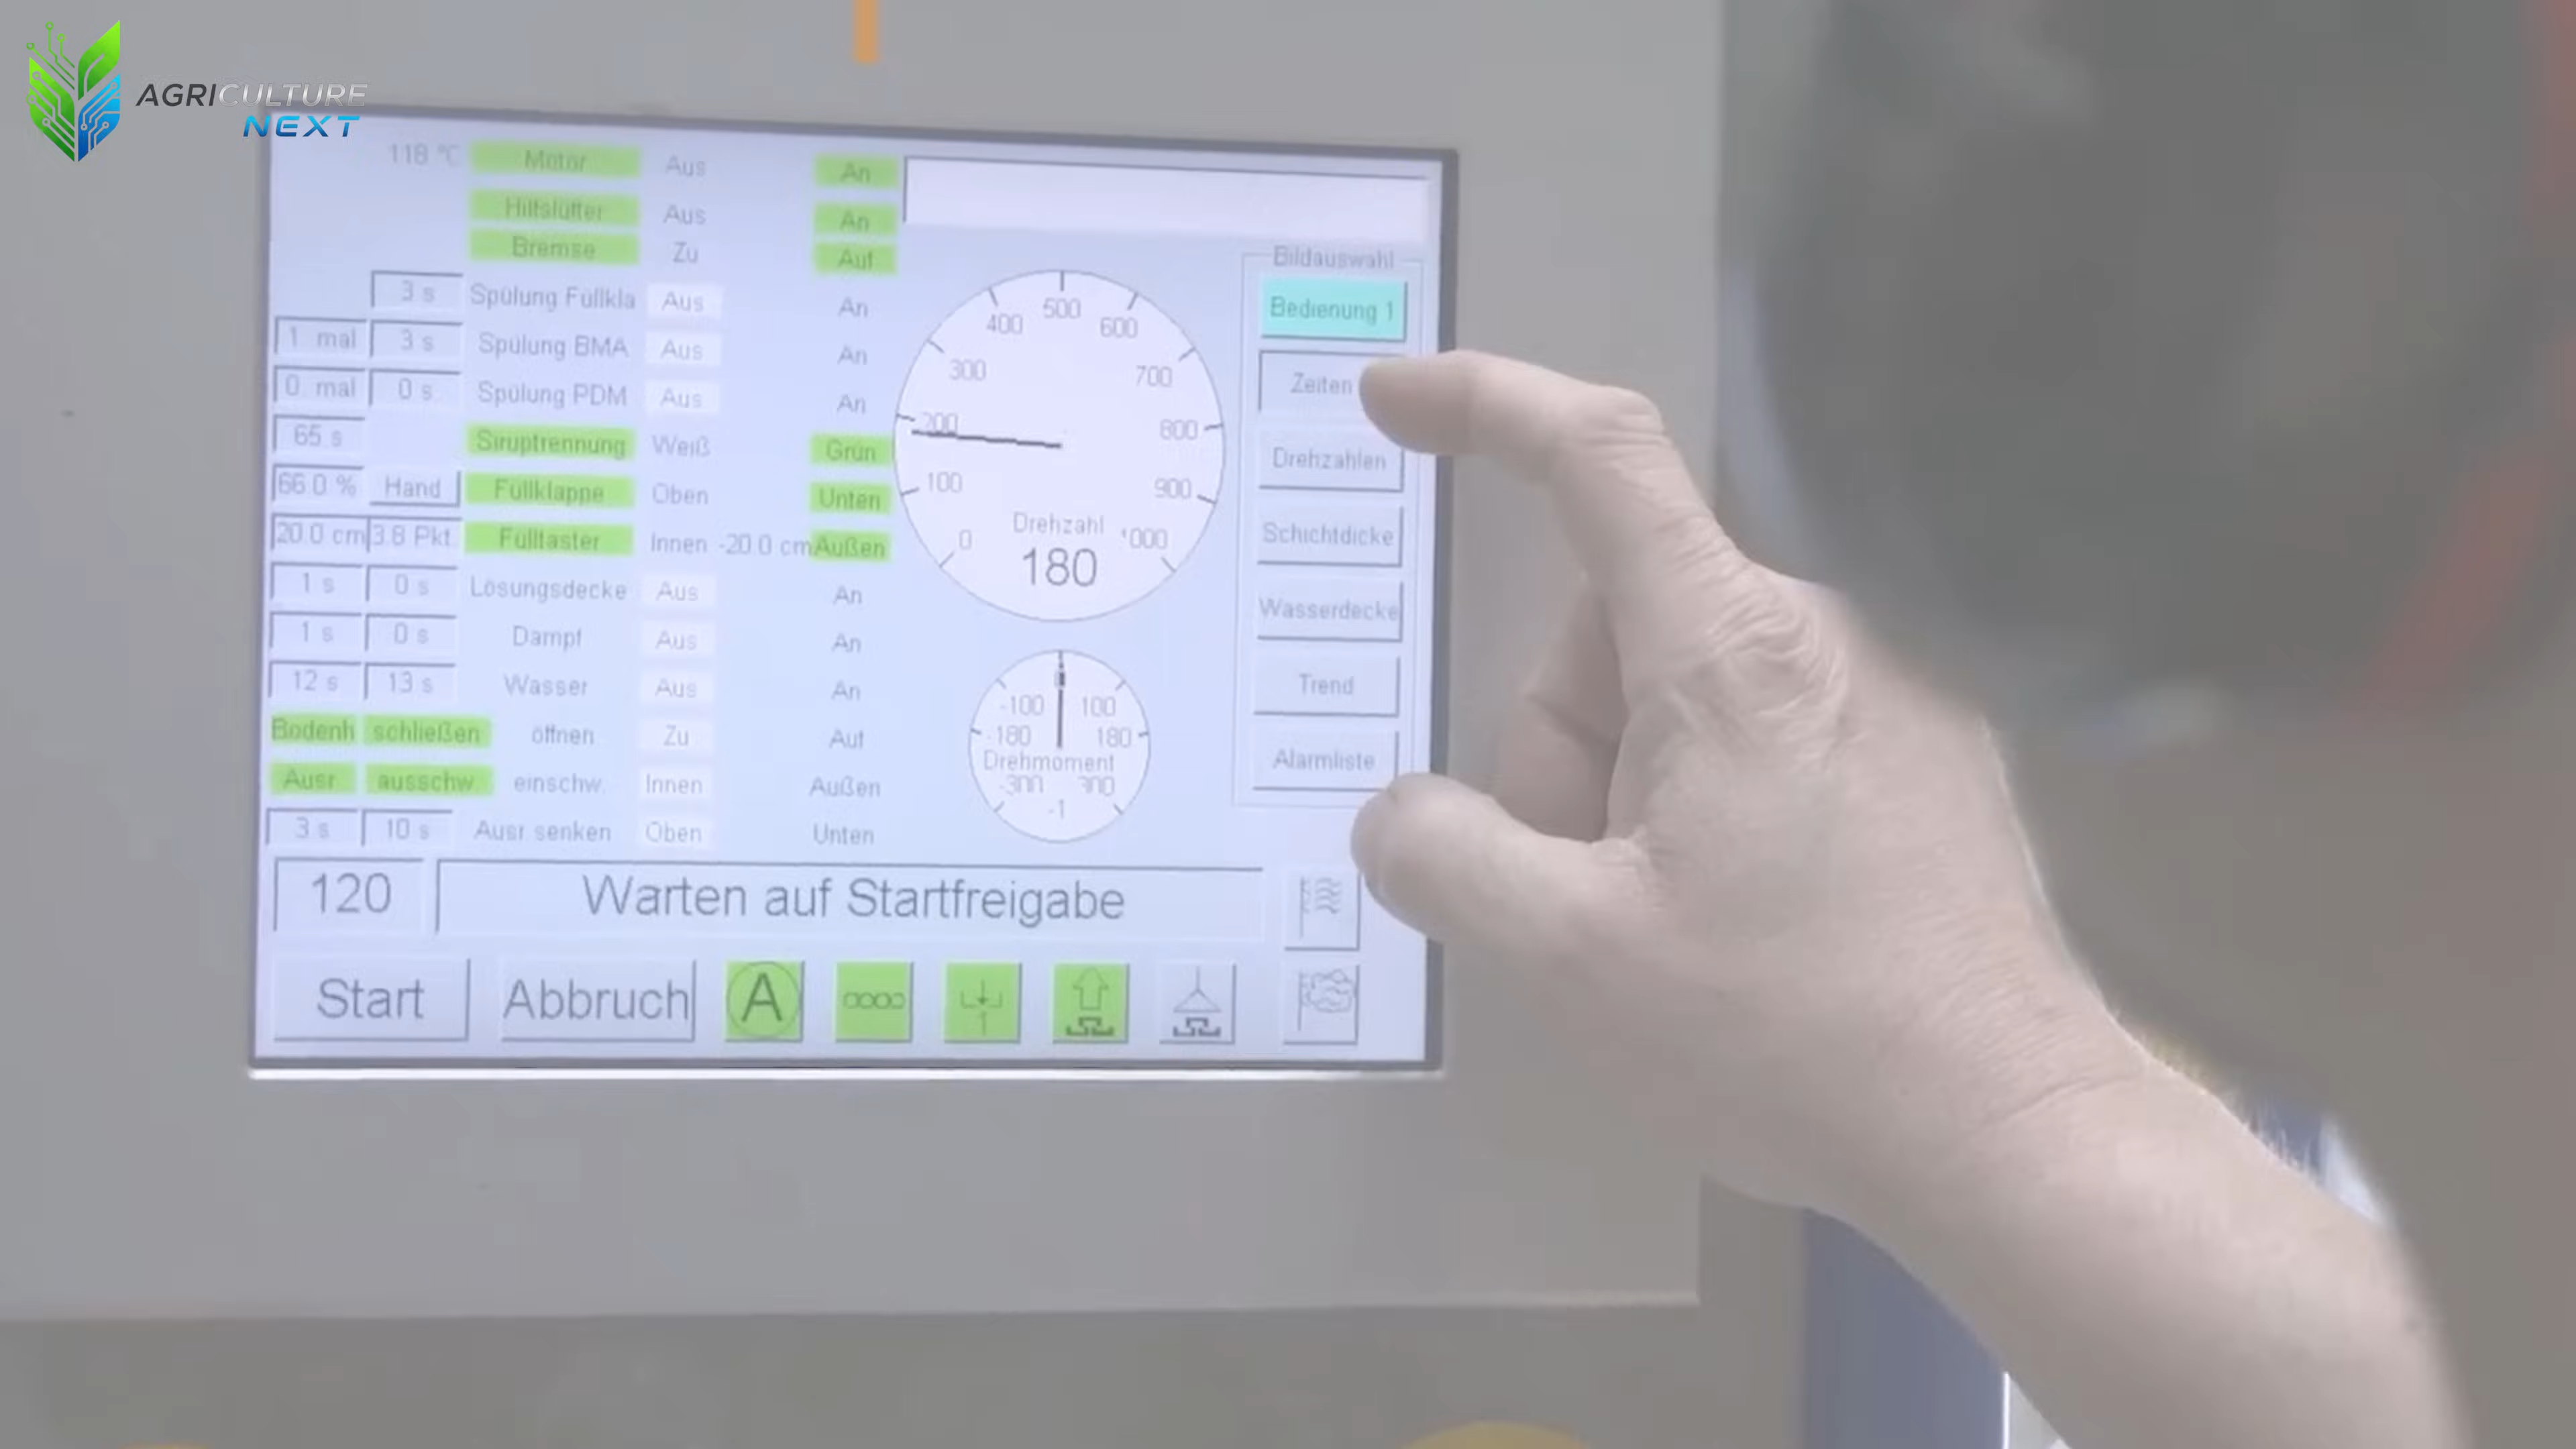 AGRICULTURE
NEXT
118 °C Motor Aus An
Hilfslüfter Aus An
Bremse Zu Auf
3 s Spülung Füllkla Aus An
1 mal 3 s Spülung BMA Aus An
0 mal 0 s Spülung PDM Aus An
65 s Siruptrennung Weiß Grün
66.0 % Hand Füllklappe Oben Unten
20.0 cm 3.8 Pkt. Fülltaster Innen -20.0 cm Außen
1 s 0 s Lösungsdecke Aus An
1 s 0 s Dampf Aus An
12 s 13 s Wasser Aus An
Bodenh schließen öffnen Zu Auf
Ausr ausschw. einschw. Innen Außen
3 s 10 s Ausr.senken Oben Unten
0 100 200 300 400 500 600 700 800 900 1000
Drehzahl
180
-100 100
-180 180
Drehmoment
-300 300
-1
Bildauswahl
Bedienung 1
Zeiten
Drehzahlen
Schichtdicke
Wasserdecke
Trend
Alarmliste
120 Warten auf Startfreigabe
Start Abbruch A 1